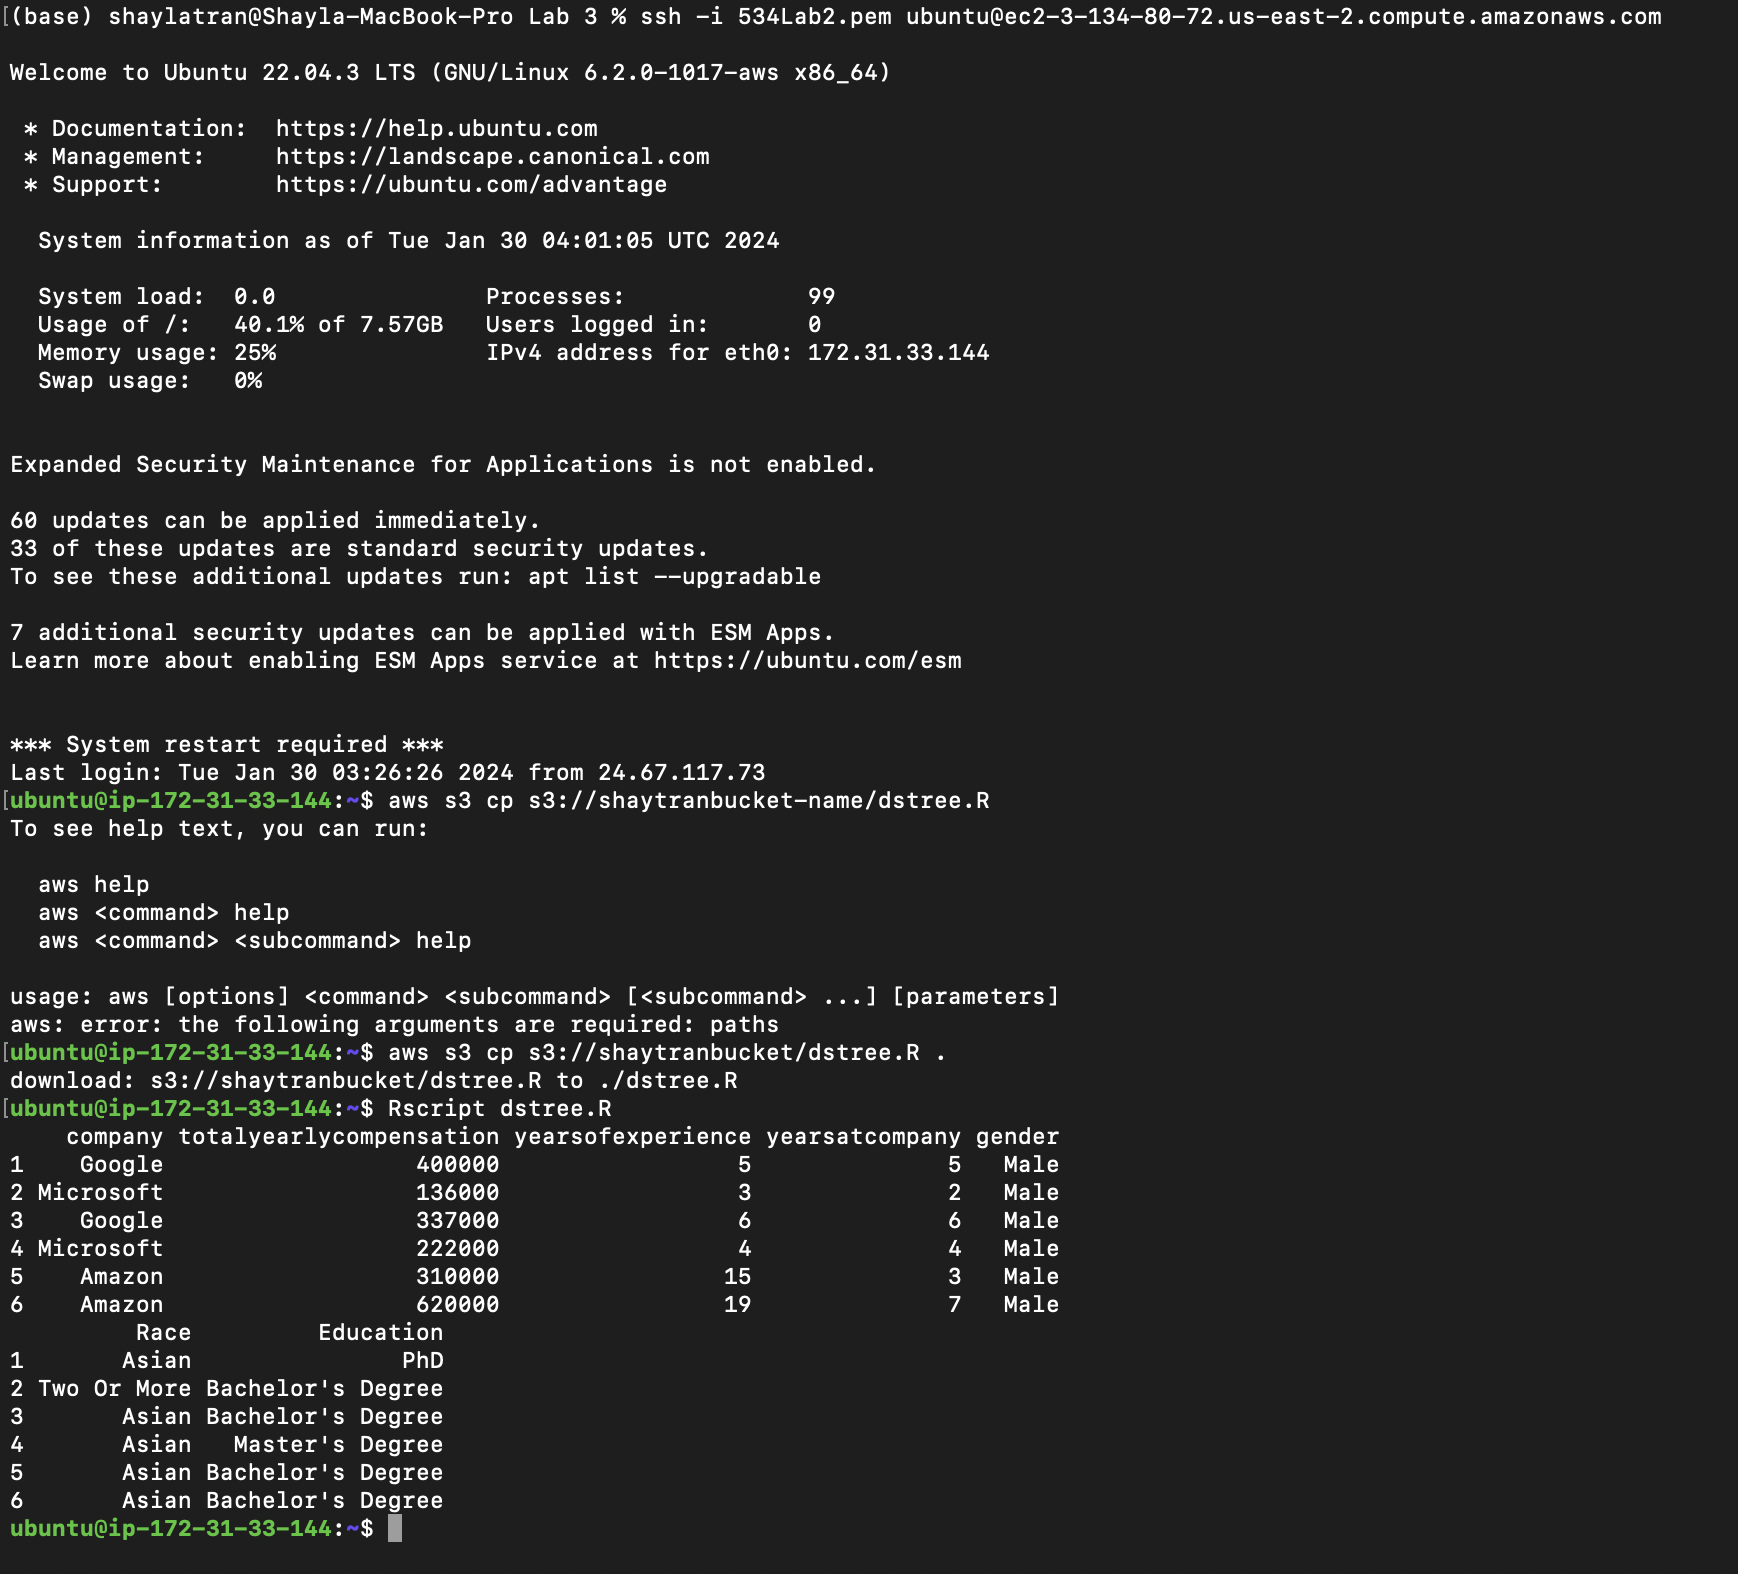 (base) shaylatran@Shayla-MacBook-Pro Lab 3 % ssh -i 534Lab2.pem ubuntu@ec2-3-134-80-72.us-east-2.compute.amazonaws.com
Welcome to Ubuntu 22.04.3 LTS (GNU/Linux 6.2.0-1017-aws x86_64)
* Documentation:  https://help.ubuntu.com
* Management:     https://landscape.canonical.com
* Support:        https://ubuntu.com/advantage
System information as of Tue Jan 30 04:01:05 UTC 2024
System load:  0.0               Processes:             99
Usage of /:   40.1% of 7.57GB   Users logged in:       0
Memory usage: 25%               IPv4 address for eth0: 172.31.33.144
Swap usage:   0%
Expanded Security Maintenance for Applications is not enabled.
60 updates can be applied immediately.
33 of these updates are standard security updates.
To see these additional updates run: apt list --upgradable
7 additional security updates can be applied with ESM Apps.
Learn more about enabling ESM Apps service at https://ubuntu.com/esm
*** System restart required ***
Last login: Tue Jan 30 03:26:26 2024 from 24.67.117.73
ubuntu@ip-172-31-33-144:~$ aws s3 cp s3://shaytranbucket-name/dstree.R
To see help text, you can run:
aws help
aws <command> help
aws <command> <subcommand> help
usage: aws [options] <command> <subcommand> [<subcommand> ...] [parameters]
aws: error: the following arguments are required: paths
ubuntu@ip-172-31-33-144:~$ aws s3 cp s3://shaytranbucket/dstree.R .
download: s3://shaytranbucket/dstree.R to ./dstree.R
ubuntu@ip-172-31-33-144:~$ Rscript dstree.R
    company totalyearlycompensation yearsofexperience yearsatcompany gender
1    Google                  400000                 5              5   Male
2 Microsoft                  136000                 3              2   Male
3    Google                  337000                 6              6   Male
4 Microsoft                  222000                 4              4   Male
5    Amazon                  310000                15              3   Male
6    Amazon                  620000                19              7   Male
         Race         Education
1       Asian               PhD
2 Two Or More Bachelor's Degree
3       Asian Bachelor's Degree
4       Asian   Master's Degree
5       Asian Bachelor's Degree
6       Asian Bachelor's Degree
ubuntu@ip-172-31-33-144:~$